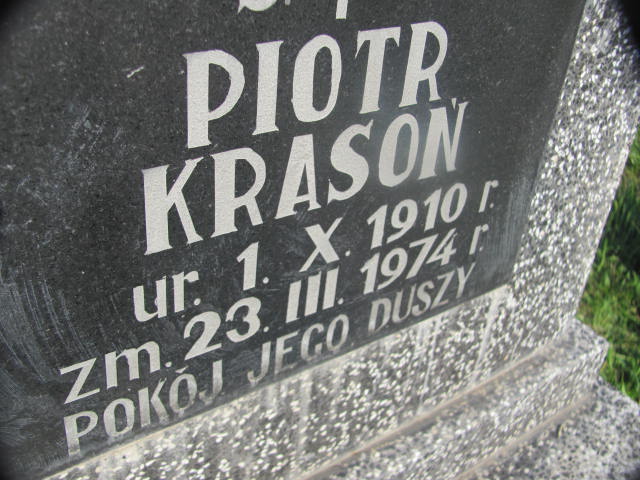 PIOTR
KRASOŃ
ur. 1. X. 1910 r.
zm. 23. III. 1974 r.
POKÓJ JEGO DUSZY